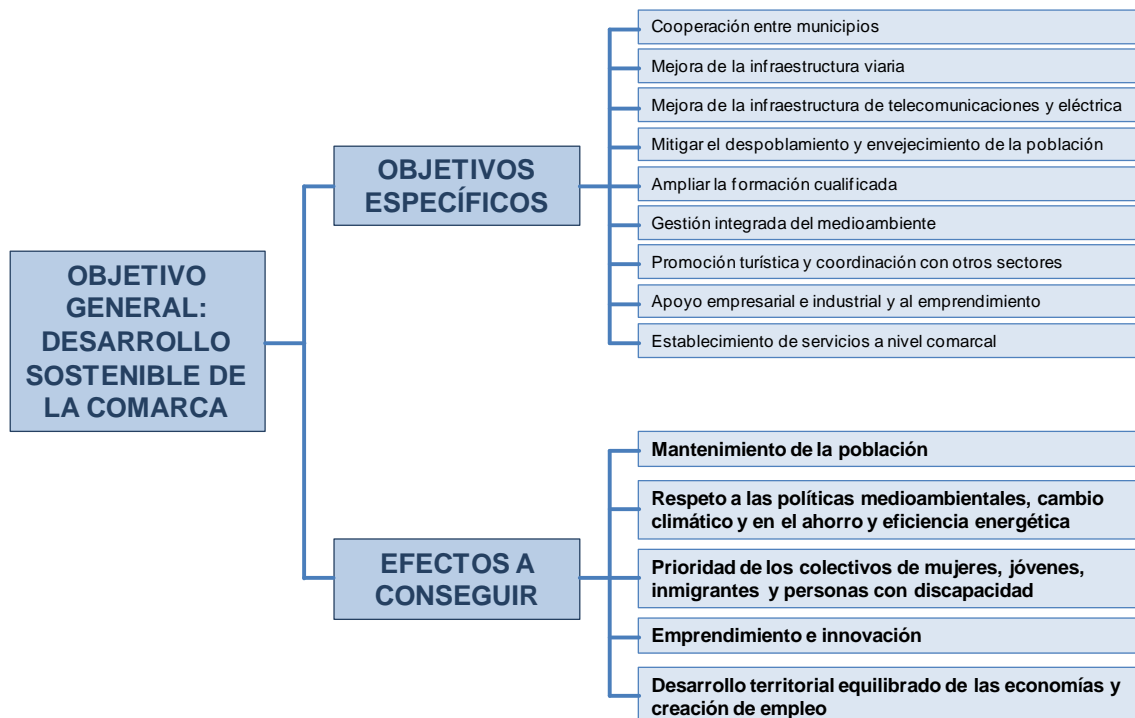 OBJETIVO
GENERAL:
DESARROLLO
SOSTENIBLE DE
LA COMARCA
OBJETIVOS
ESPECÍFICOS
Cooperación entre municipios
Mejora de la infraestructura viaria
Mejora de la infraestructura de telecomunicaciones y eléctrica
Mitigar el despoblamiento y envejecimiento de la población
Ampliar la formación cualificada
Gestión integrada del medioambiente
Promoción turística y coordinación con otros sectores
Apoyo empresarial e industrial y al emprendimiento
Establecimiento de servicios a nivel comarcal
EFECTOS A
CONSEGUIR
Mantenimiento de la población
Respeto a las políticas medioambientales, cambio
climático y en el ahorro y eficiencia energética
Prioridad de los colectivos de mujeres, jóvenes,
inmigrantes y personas con discapacidad
Emprendimiento e innovación
Desarrollo territorial equilibrado de las economías y
creación de empleo